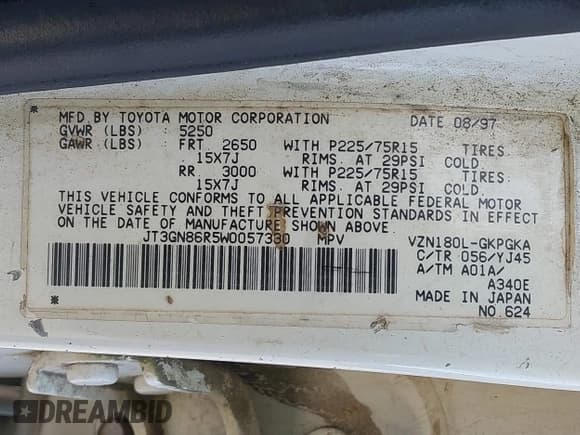 MFD BY TOYOTA MOTOR CORPORATION DATE 08/97
GVWR (LBS) 5250
GAWR (LBS) FRT 2650 WITH P225/75R15 TIRES
15X7J RIMS. AT 29PSI COLD
RR. 3000 WITH P225/75R15 TIRES
15X7J RIMS. AT 29PSI COLD.
THIS VEHICLE CONFORMS TO ALL APPLICABLE FEDERAL MOTOR
VEHICLE SAFETY AND THEFT PREVENTION STANDARDS IN EFFECT
ON THE DATE OF MANUFACTURE SHOWN ABOVE.
JT3GN86R5W0057330 MPV VZN180L-GKPGKA
C/TR 056/YJ45
A/TM A01A/
A340E
MADE IN JAPAN
NO.624
DREAMBID